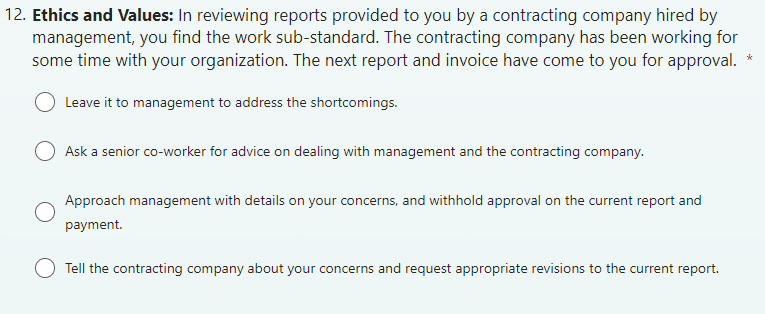 12. Ethics and Values: In reviewing reports provided to you by a contracting company hired by
management, you find the work sub-standard. The contracting company has been working for
some time with your organization. The next report and invoice have come to you for approval. *
Leave it to management to address the shortcomings.
Ask a senior co-worker for advice on dealing with management and the contracting company.
Approach management with details on your concerns, and withhold approval on the current report and
payment.
Tell the contracting company about your concerns and request appropriate revisions to the current report.